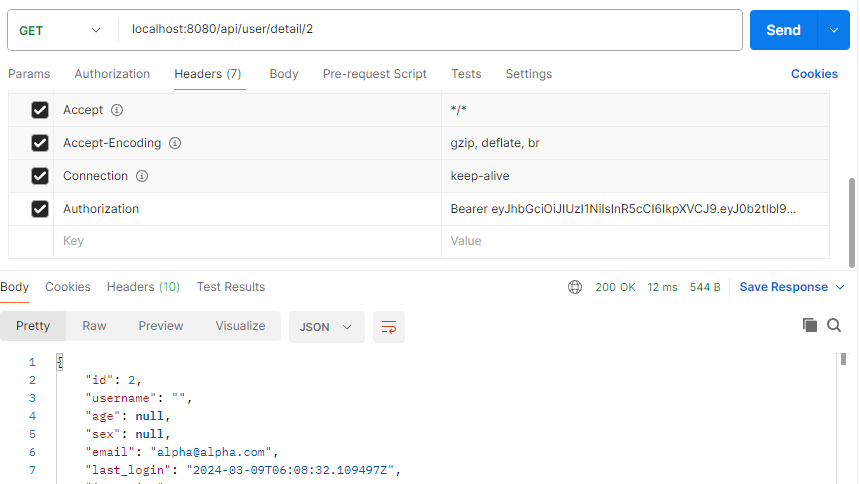 GET localhost:8080/api/user/detail/2 Send
Params Authorization Headers (7) Body Pre-request Script Tests Settings Cookies
Accept */*
Accept-Encoding gzip, deflate, br
Connection keep-alive
Authorization Bearer eyJhbGciOiJIUzI1NiIsInR5cCI6IkpXVCJ9.eyJ0b2tlbl9...
Key Value
Body Cookies Headers (10) Test Results 200 OK 12 ms 544 B Save Response
Pretty Raw Preview Visualize JSON
1 {
2 "id": 2,
3 "username": "",
4 "age": null,
5 "sex": null,
6 "email": "alpha@alpha.com",
7 "last_login": "2024-03-09T06:08:32.109497Z",